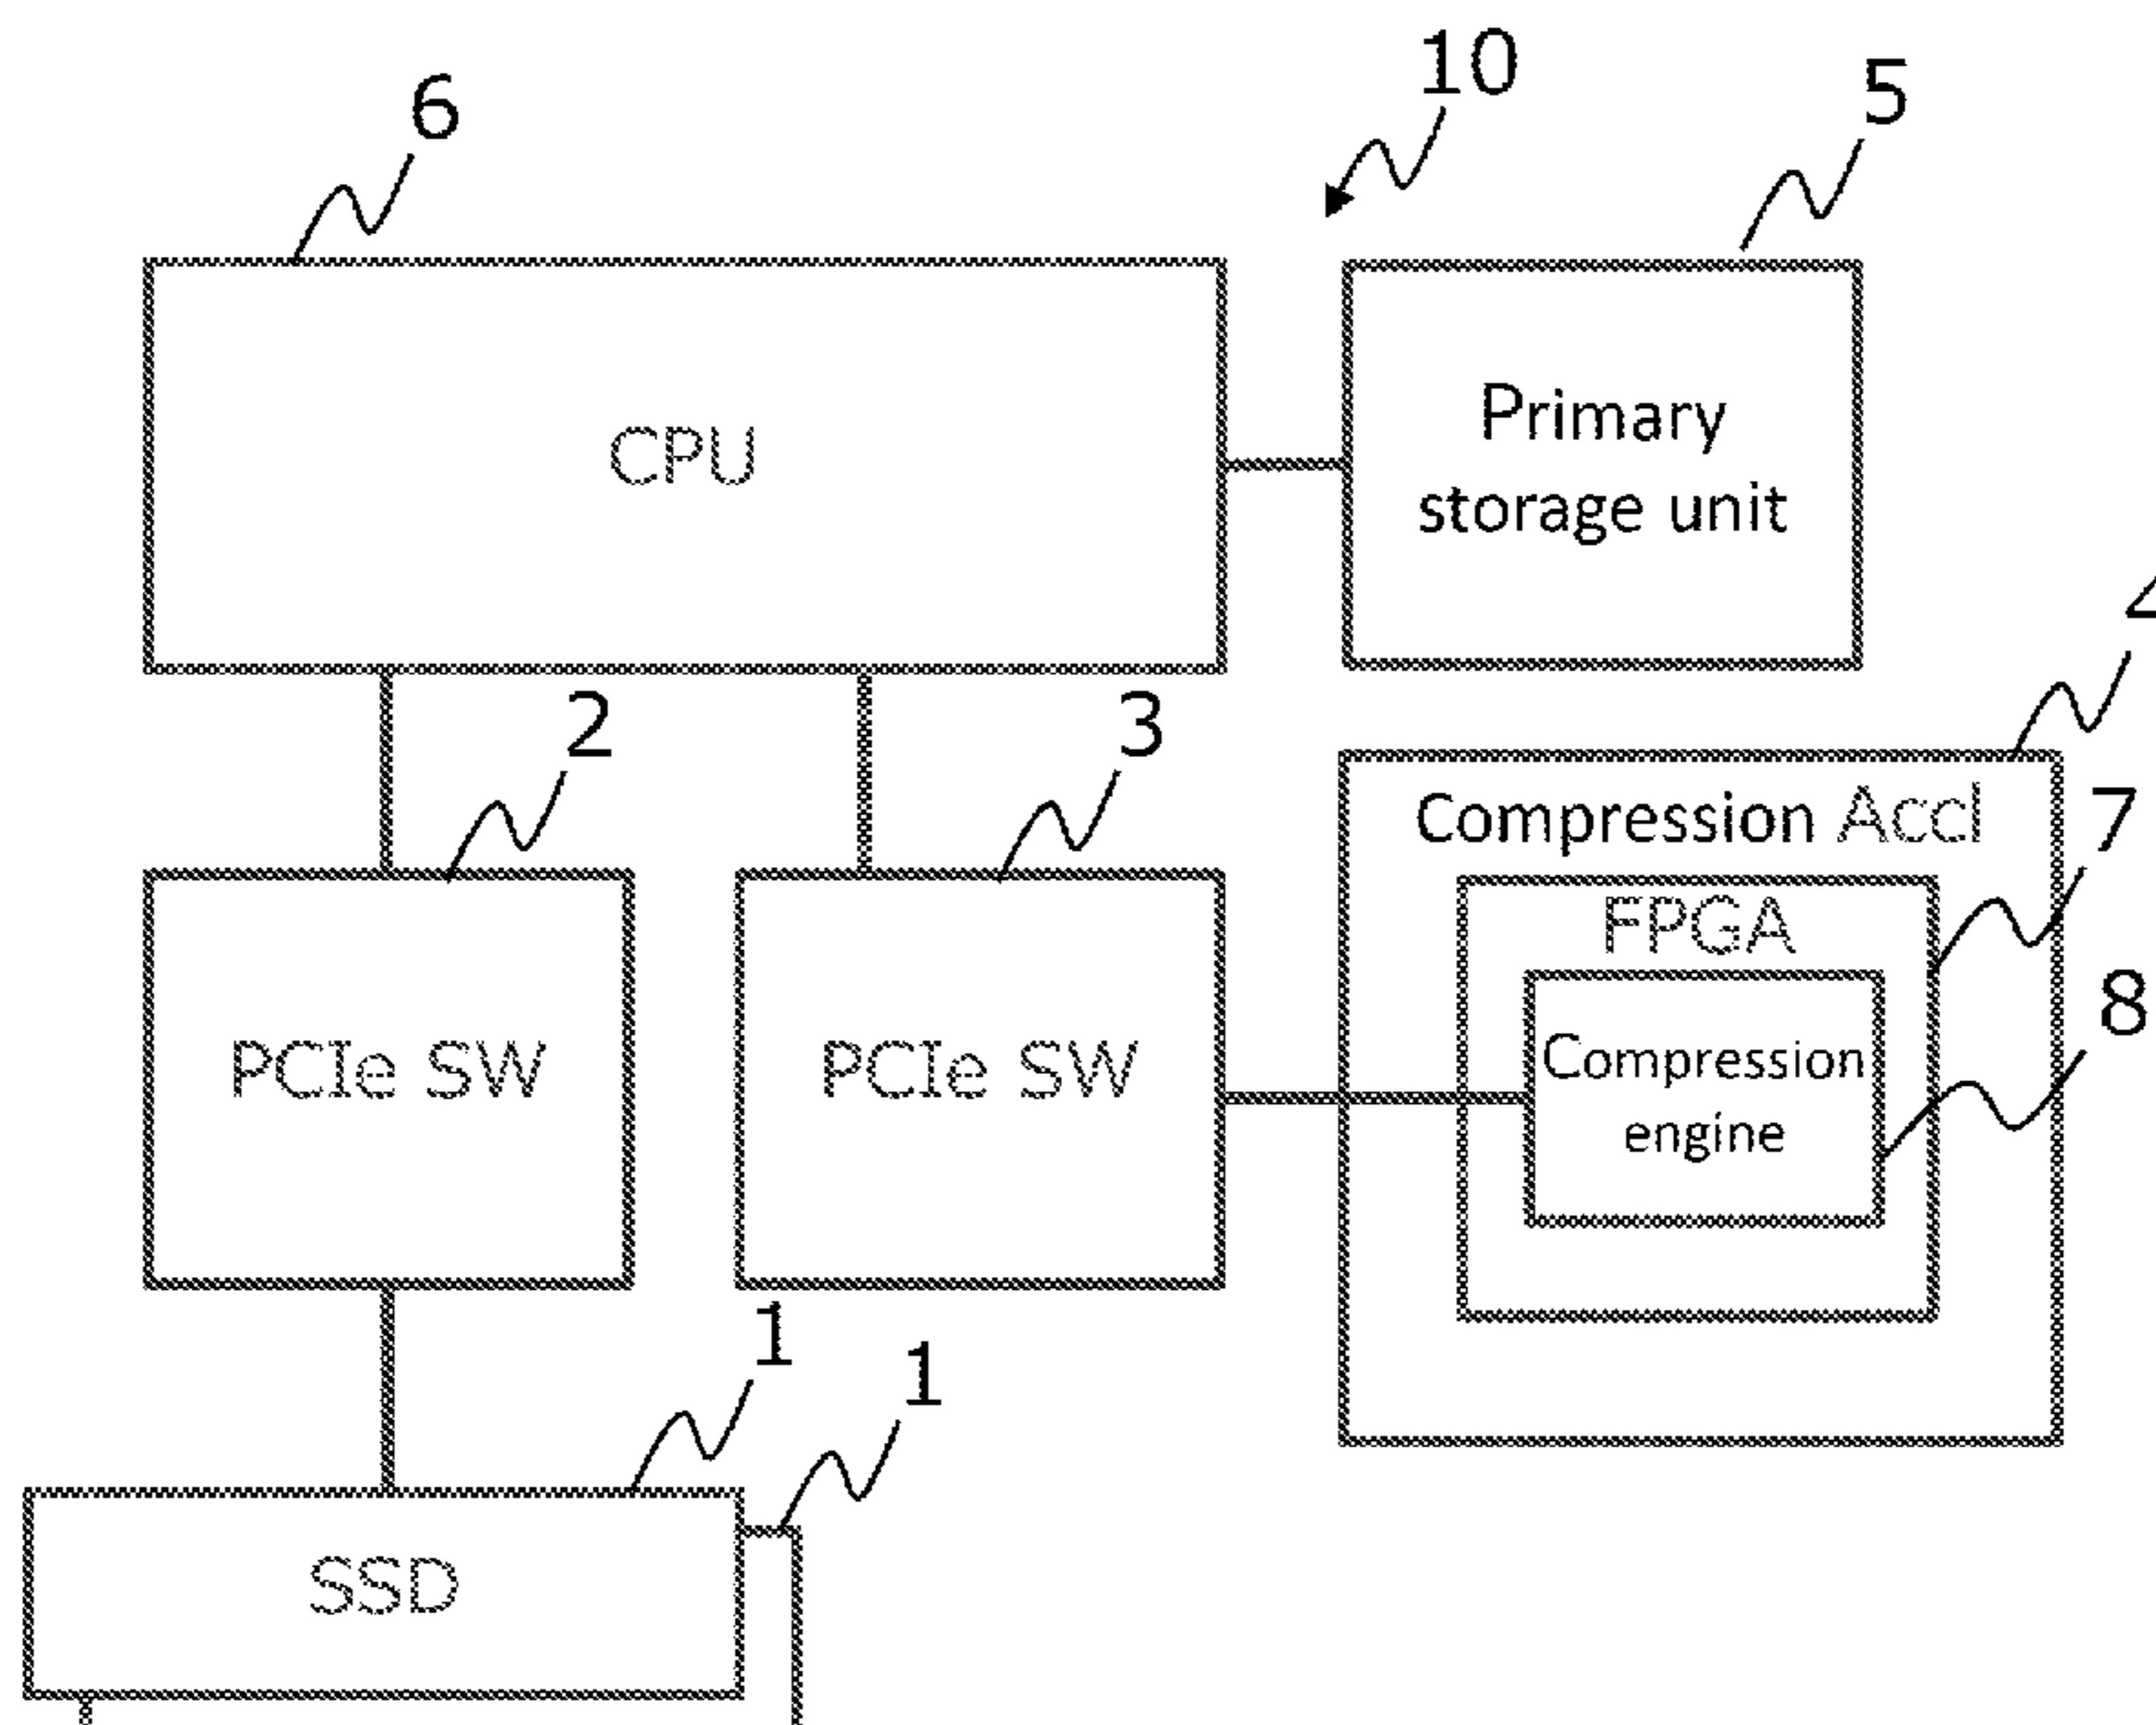 10
5
6
CPU
Primary
storage unit
4
2
3
Compression Accl
7
FPGA
8
PCIe SW
PCIe SW
Compression
engine
1
1
SSD